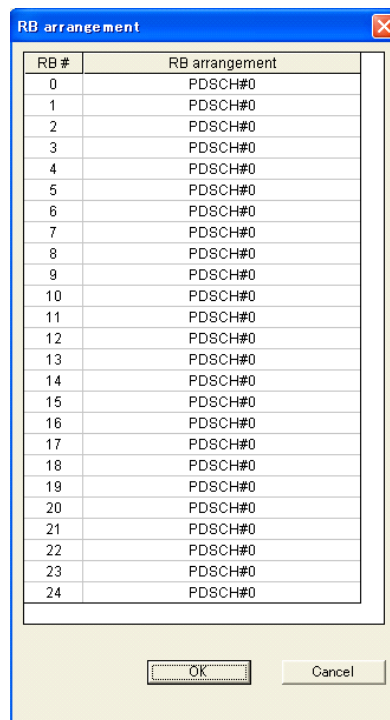 RB arrangement
RB # RB arrangement
0 PDSCH#0
1 PDSCH#0
2 PDSCH#0
3 PDSCH#0
4 PDSCH#0
5 PDSCH#0
6 PDSCH#0
7 PDSCH#0
8 PDSCH#0
9 PDSCH#0
10 PDSCH#0
11 PDSCH#0
12 PDSCH#0
13 PDSCH#0
14 PDSCH#0
15 PDSCH#0
16 PDSCH#0
17 PDSCH#0
18 PDSCH#0
19 PDSCH#0
20 PDSCH#0
21 PDSCH#0
22 PDSCH#0
23 PDSCH#0
24 PDSCH#0
OK Cancel